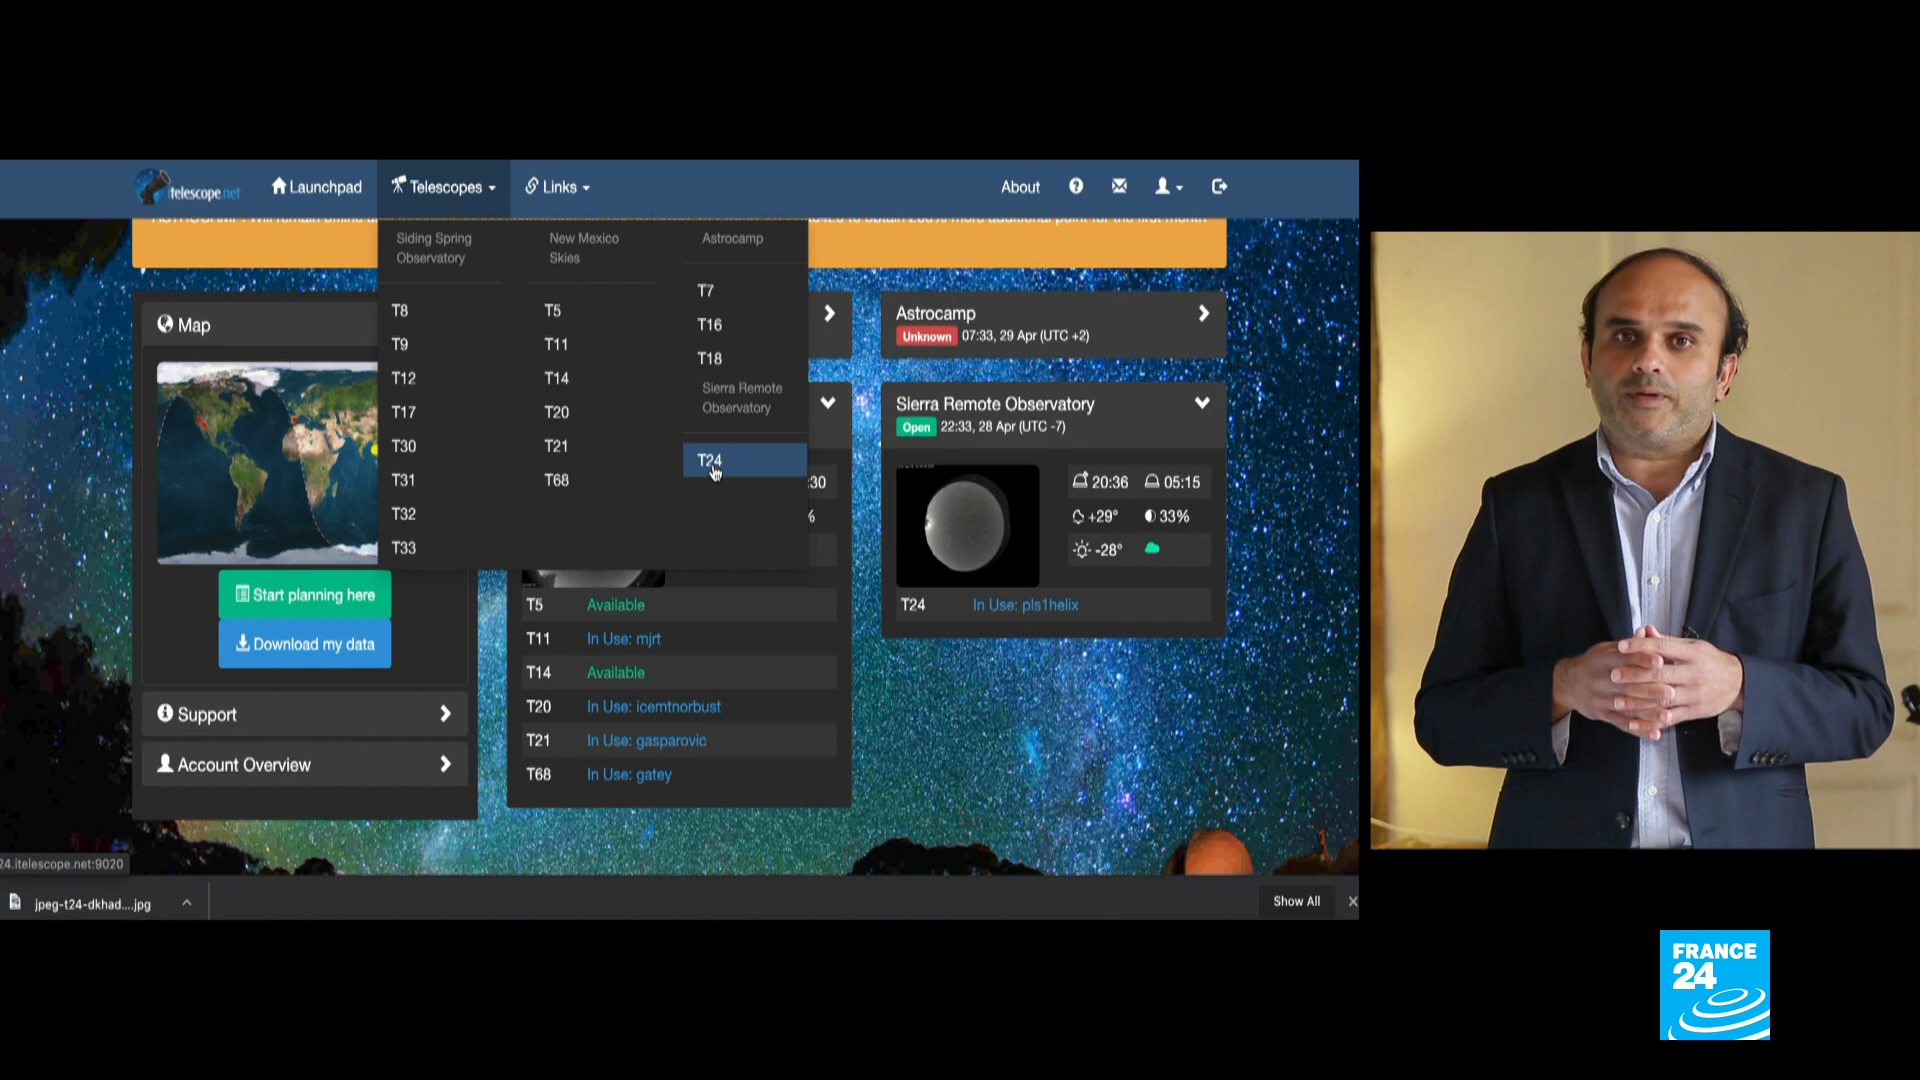 telescope.net
Launchpad
Telescopes
Links
About
Siding Spring
Observatory
T8
T9
T12
T17
T30
T31
T32
T33
New Mexico
Skies
T5
T11
T14
T20
T21
T68
Astrocamp
T7
T16
T18
Sierra Remote
Observatory
T24
Map
Start planning here
Download my data
Support
Account Overview
:30
%
T5 Available
T11 In Use: mjrt
T14 Available
T20 In Use: icemtnorbust
T21 In Use: gasparovic
T68 In Use: gatey
Astrocamp
Unknown 07:33, 29 Apr (UTC +2)
Sierra Remote Observatory
Open 22:33, 28 Apr (UTC -7)
20:36 05:15
+29° 33%
-28°
T24 In Use: pls1helix
24.itelescope.net:9020
jpeg-t24-dkhad....jpg
Show All
FRANCE
24